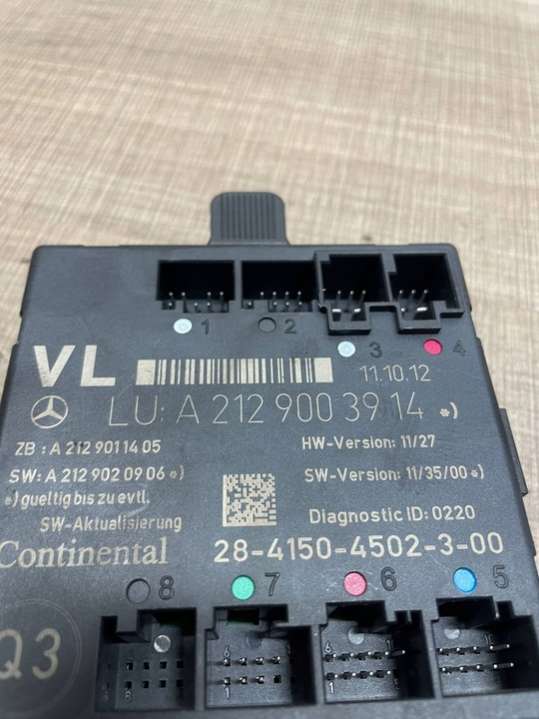 1 2 3 4
VL
11.10.12
LU: A 212 900 39 14 *)
ZB : A 212 901 14 05
HW-Version: 11/27
SW: A 212 902 09 06 *)
SW-Version: 11/35/00 *)
*) gueltig bis zu evtl.
SW-Aktualisierung
Diagnostic ID: 0220
Continental
28-4150-4502-3-00
8 7 6 5
Q3